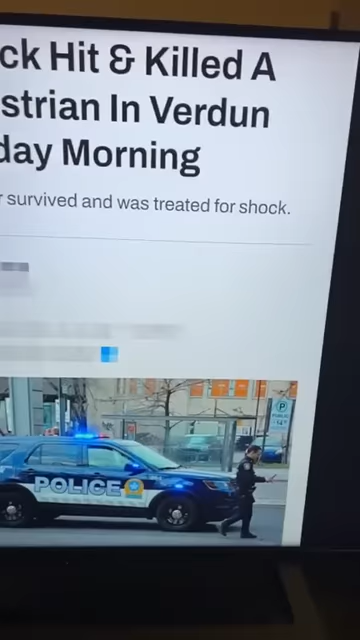 ck Hit & Killed A
strian In Verdun
day Morning
r survived and was treated for shock.
POLICE
P